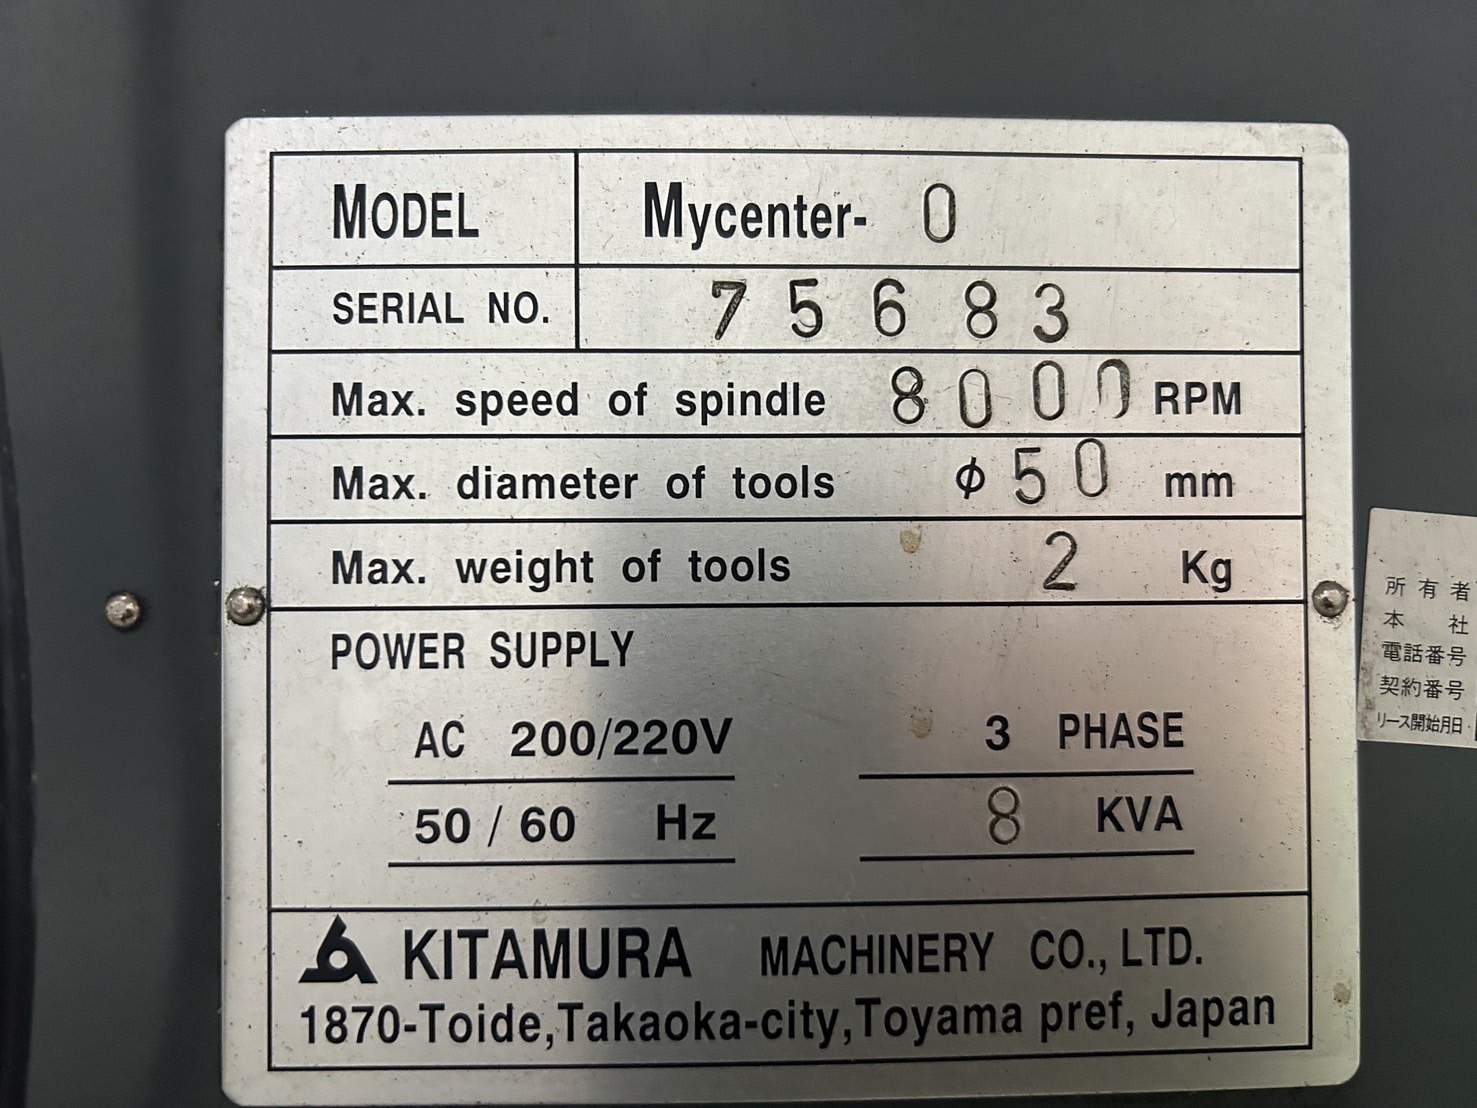 MODEL Mycenter- 0
SERIAL NO. 75683
Max. speed of spindle 8000 RPM
Max. diameter of tools φ50 mm
Max. weight of tools 2 Kg
POWER SUPPLY
AC 200/220V 3 PHASE
50 / 60 Hz 8 KVA
KITAMURA MACHINERY CO., LTD.
1870-Toide, Takaoka-city, Toyama pref, Japan
所有者
本社
電話番号
契約番号
リース開始月日